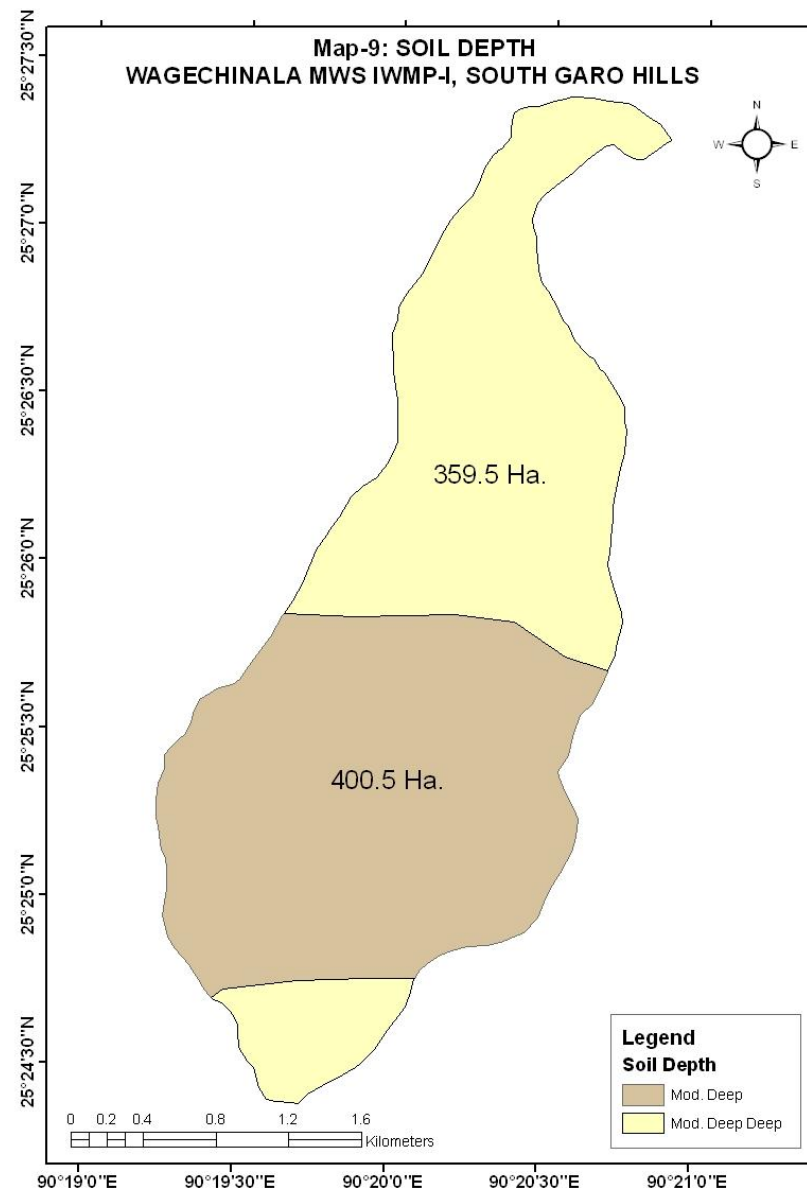 Map-9: SOIL DEPTH
WAGECHINALA MWS IWMP-I, SOUTH GARO HILLS
N
W
E
S
25°27'30"N
25°27'0"N
25°26'30"N
25°26'0"N
25°25'30"N
25°25'0"N
25°24'30"N
359.5 Ha.
400.5 Ha.
Legend
Soil Depth
Mod. Deep
Mod. Deep Deep
0 0.2 0.4 0.8 1.2 1.6
Kilometers
90°19'0"E 90°19'30"E 90°20'0"E 90°20'30"E 90°21'0"E